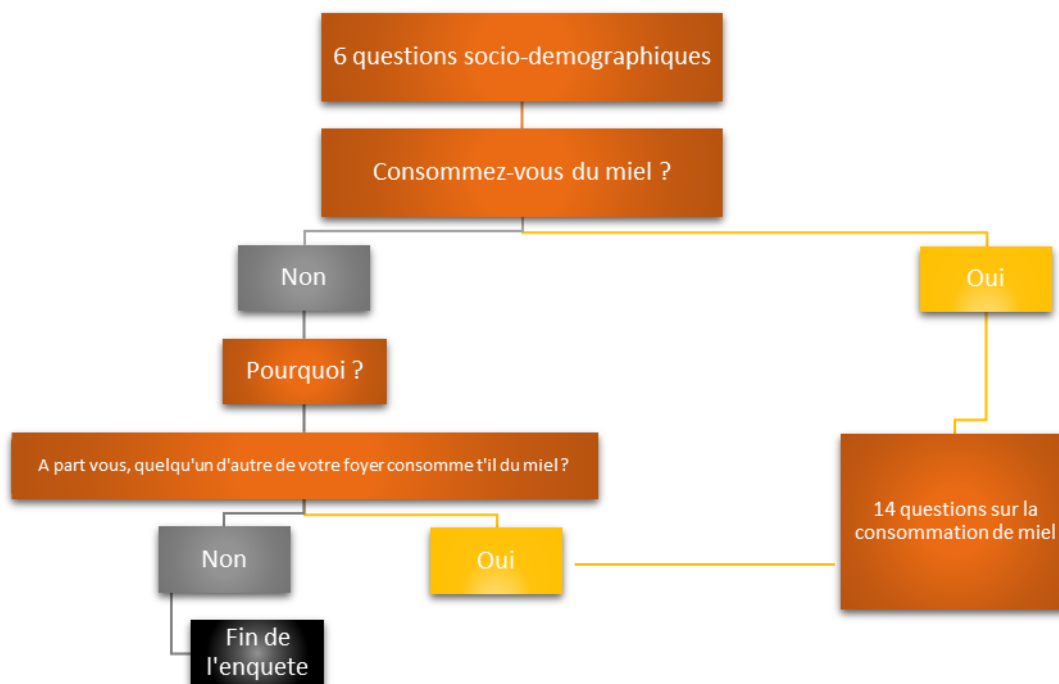 6 questions socio-demographiques
Consommez-vous du miel ?
Non
Oui
Pourquoi ?
A part vous, quelqu'un d'autre de votre foyer consomme t'il du miel ?
14 questions sur la
consommation de miel
Non
Oui
Fin de
l'enquete